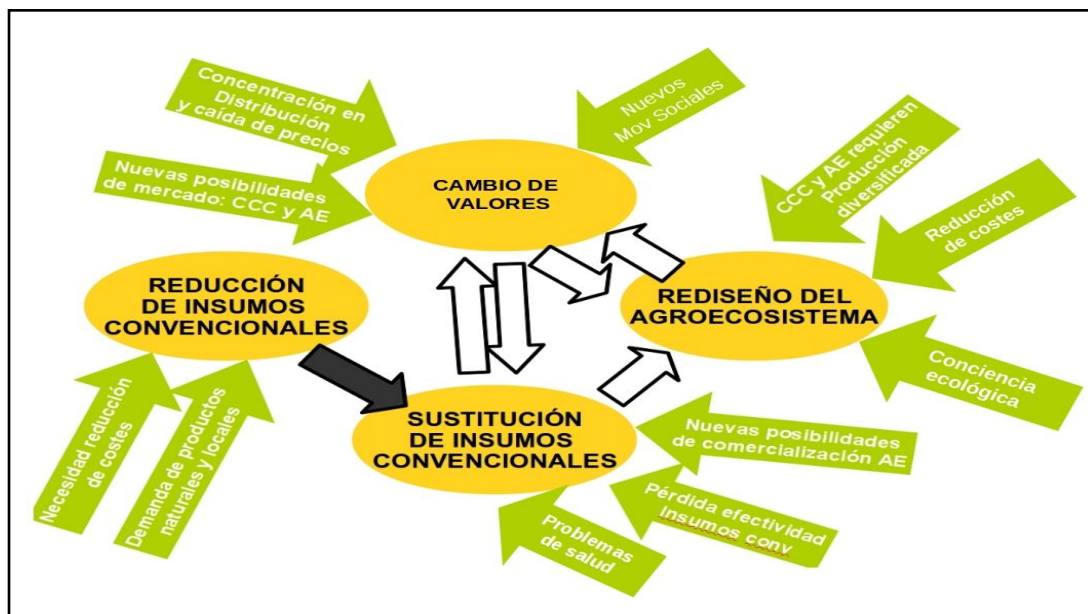 Concentración en
Distribución
y caída de precios
Nuevos
Mov Sociales
Nuevas posibilidades
de mercado: CCC y AE
CAMBIO DE
VALORES
CCC y AE requieren
Producción
diversificada
Reducción
de costes
REDUCCIÓN
DE INSUMOS
CONVENCIONALES
REDISEÑO DEL
AGROECOSISTEMA
Conciencia
ecológica
SUSTITUCIÓN
DE INSUMOS
CONVENCIONALES
Necesidad reducción
de costes
Demanda de productos
naturales y locales
Nuevas posibilidades
de comercialización AE
Pérdida efectividad
Insumos conv
Problemas
de salud